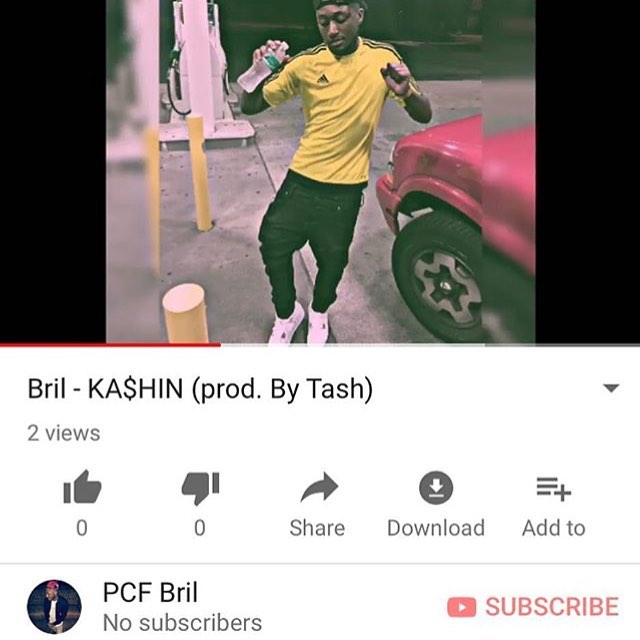 Bril - KA$HIN (prod. By Tash)
2 views
0 0 Share Download Add to
PCF Bril
No subscribers
SUBSCRIBE